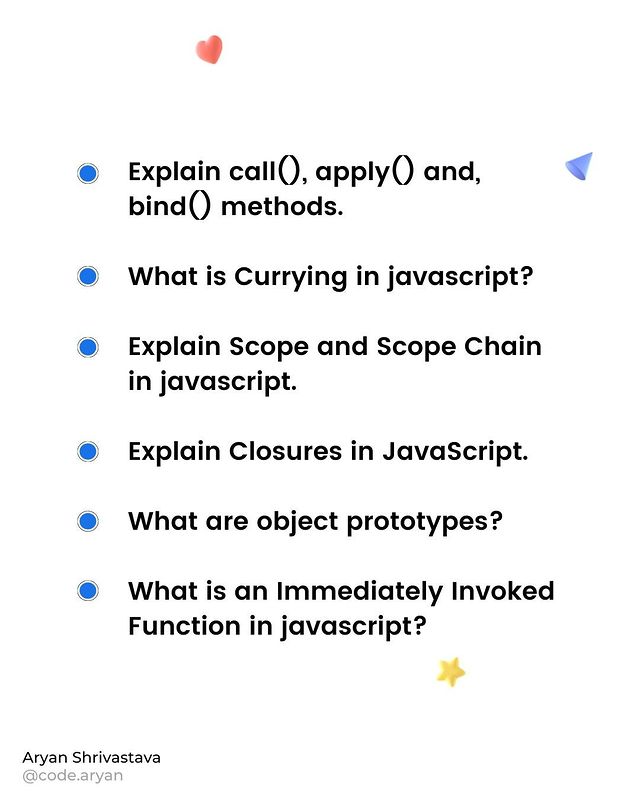 Explain call(), apply() and,
bind() methods.
What is Currying in javascript?
Explain Scope and Scope Chain
in javascript.
Explain Closures in JavaScript.
What are object prototypes?
What is an Immediately Invoked
Function in javascript?
Aryan Shrivastava
@code.aryan